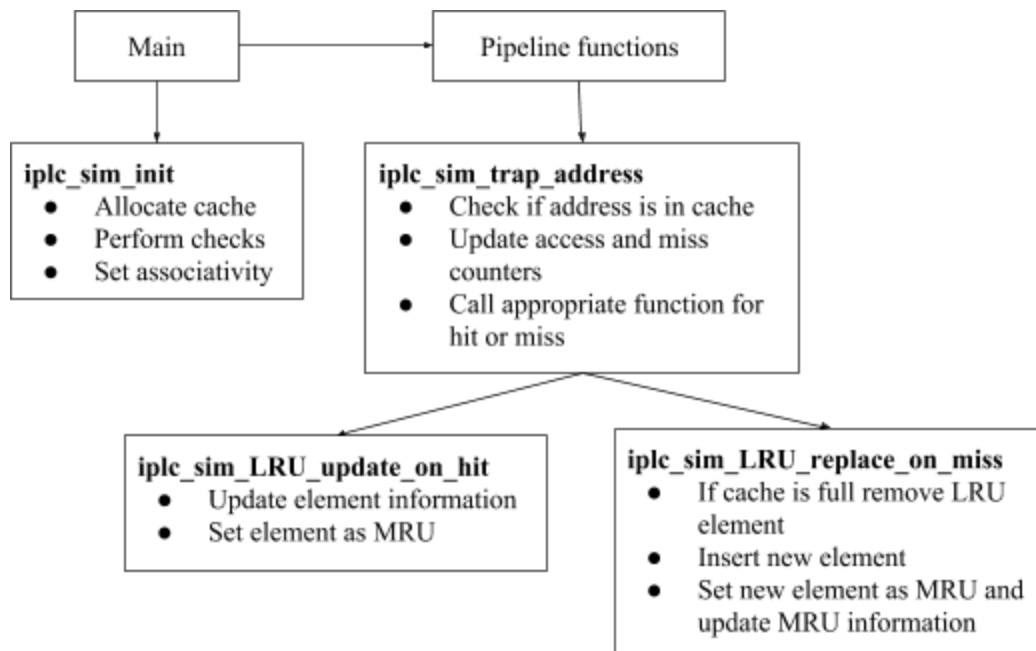 Main
Pipeline functions
iplc_sim_init
● Allocate cache
● Perform checks
● Set associativity
iplc_sim_trap_address
● Check if address is in cache
● Update access and miss
counters
● Call appropriate function for
hit or miss
iplc_sim_LRU_update_on_hit
● Update element information
● Set element as MRU
iplc_sim_LRU_replace_on_miss
● If cache is full remove LRU
element
● Insert new element
● Set new element as MRU and
update MRU information